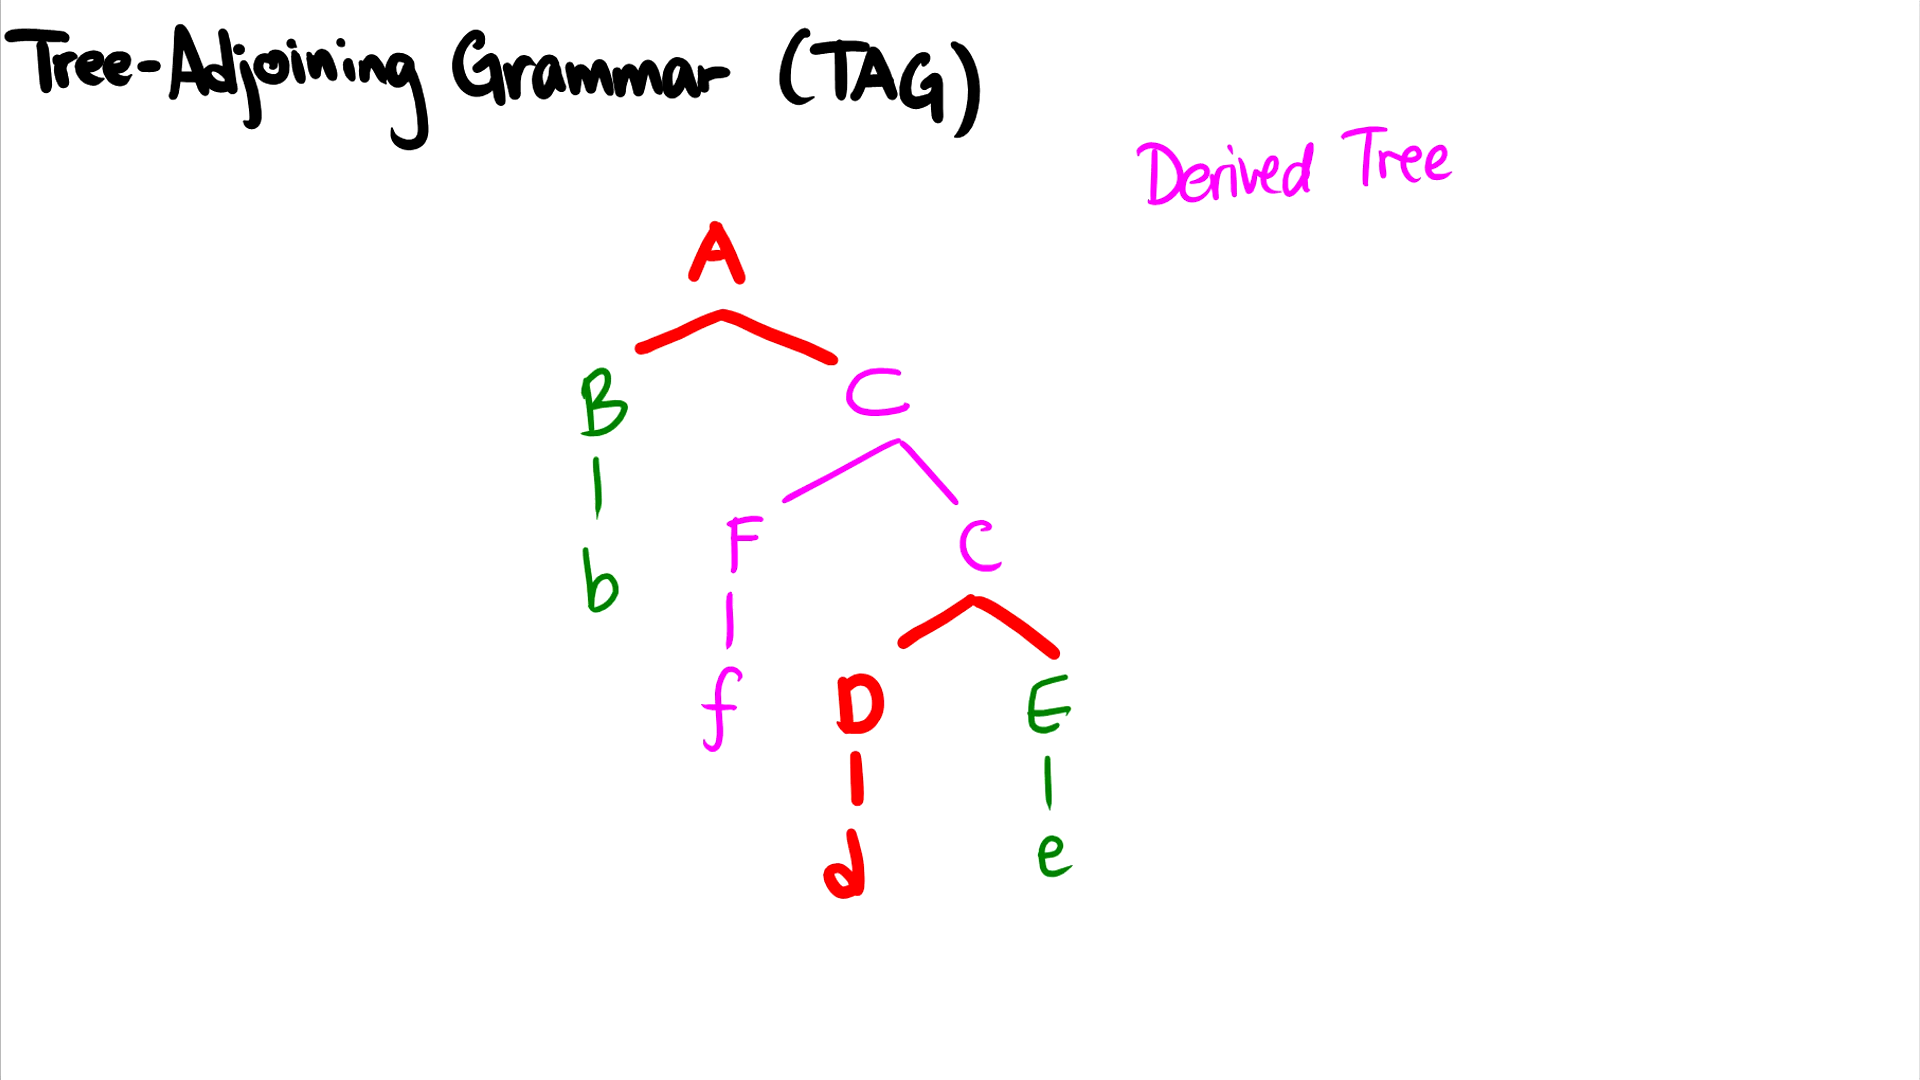 Tree-Adjoining Grammar (TAG)
Derived Tree
A
B C
F C
b
f D E
d e